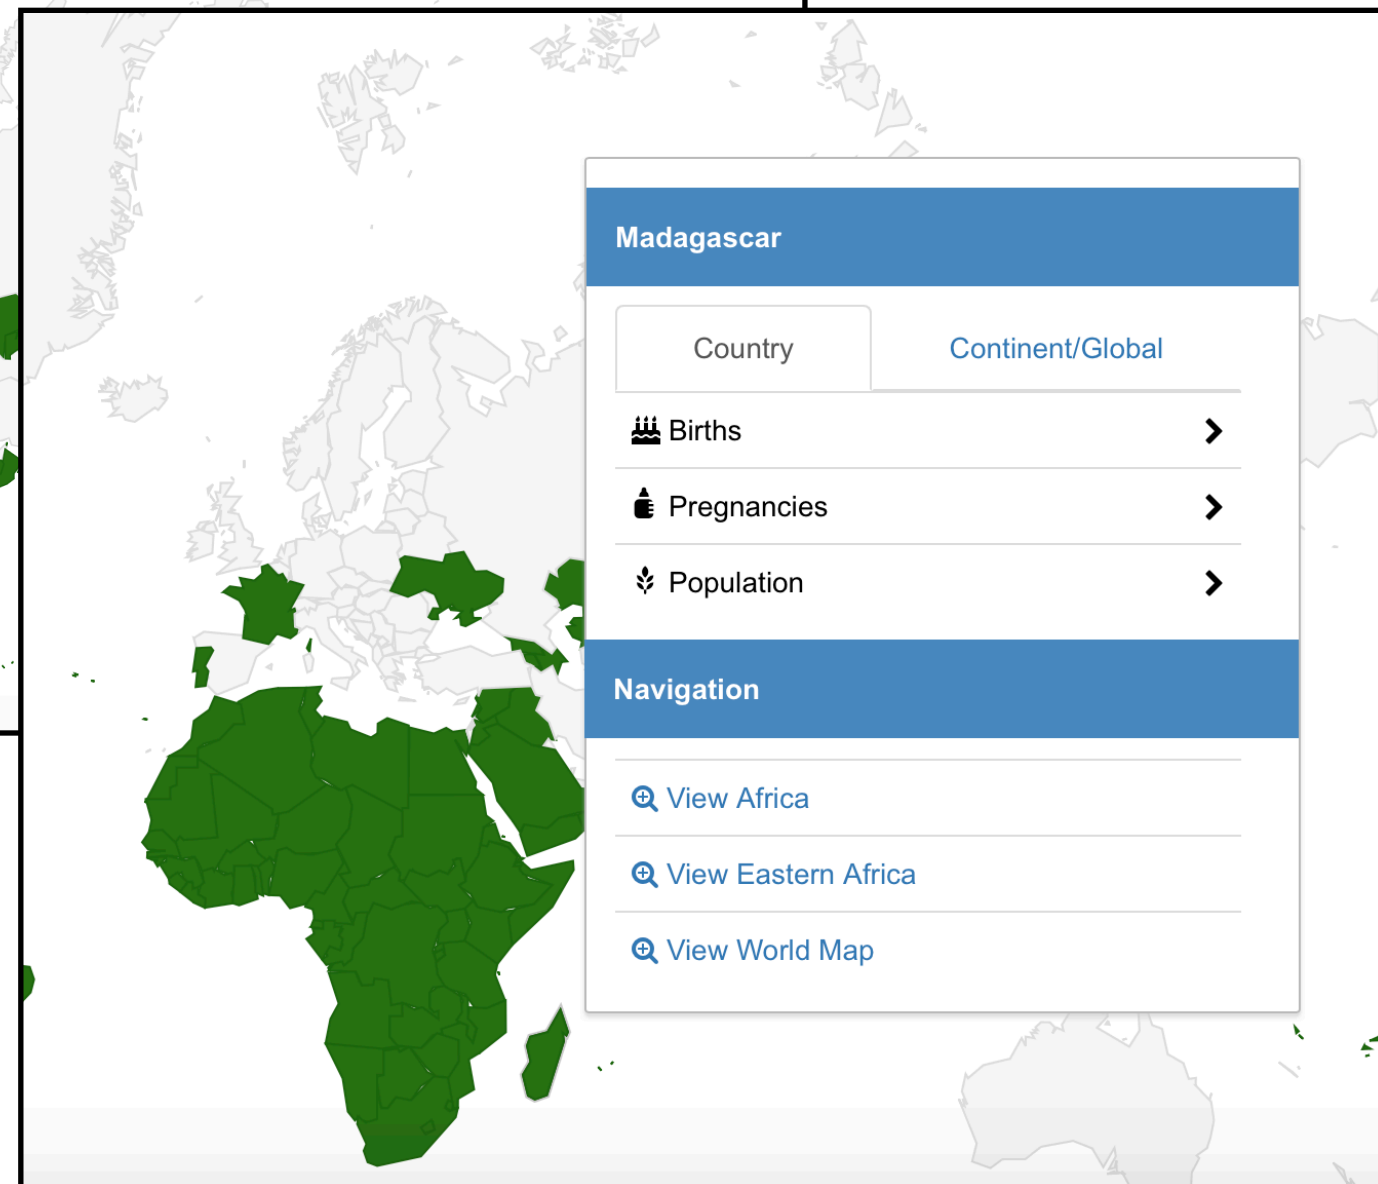 Madagascar
Country
Continent/Global
Births
Pregnancies
Population
Navigation
View Africa
View Eastern Africa
View World Map